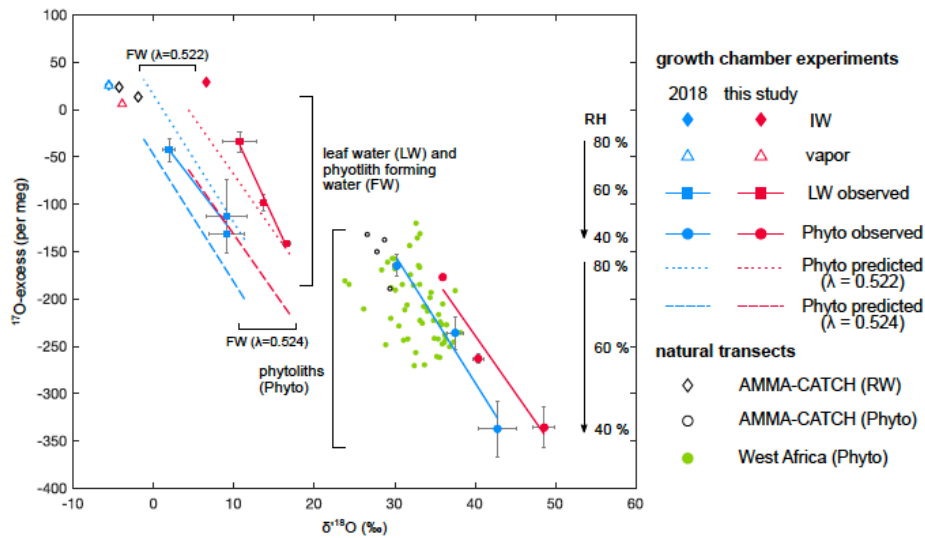 100
50
0
-50
-100
-150
-200
-250
-300
-350
-400
-10
0
10
20
30
40
50
60
17O-excess (per meg)
δ'18O (‰)
FW (λ=0.522)
leaf water (LW) and
phyotlith forming
water (FW)
FW (λ=0.524)
phytoliths
(Phyto)
RH
80 %
60 %
40 %
80 %
60 %
40 %
growth chamber experiments
2018 this study
IW
vapor
LW observed
Phyto observed
Phyto predicted
(λ = 0.522)
Phyto predicted
(λ = 0.524)
natural transects
AMMA-CATCH (RW)
AMMA-CATCH (Phyto)
West Africa (Phyto)